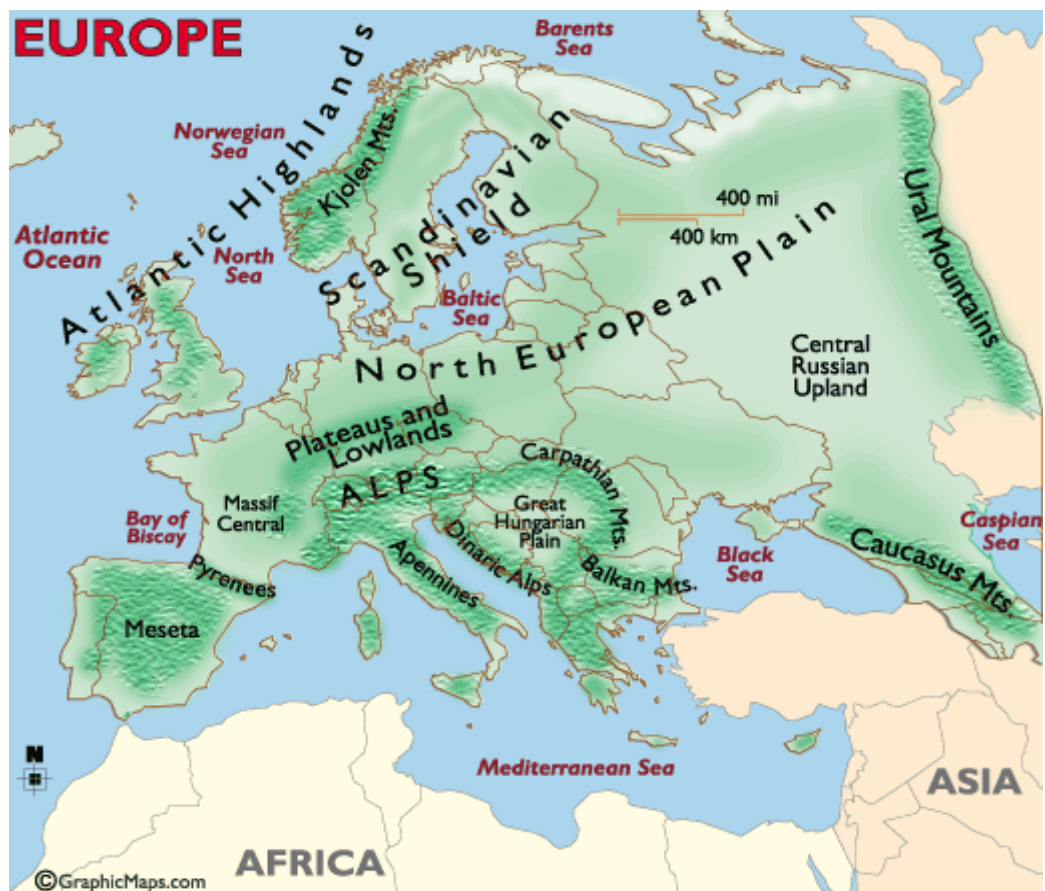 EUROPE
Barents
Sea
Norwegian
Sea
Atlantic Highlands
Kjolen Mts.
Scandinavian
Shield
Ural Mountains
400 mi
400 km
Atlantic
Ocean
North
Sea
Baltic
Sea
North European Plain
Central
Russian
Upland
Plateaus and
Lowlands
ALPS
Carpathian Mts.
Massif
Central
Great
Hungarian
Plain
Bay of
Biscay
Pyrenees
Apennines
Dinaric Alps
Balkan Mts.
Black
Sea
Caucasus Mts.
Caspian
Sea
Meseta
N
Mediterranean Sea
ASIA
AFRICA
©GraphicMaps.com